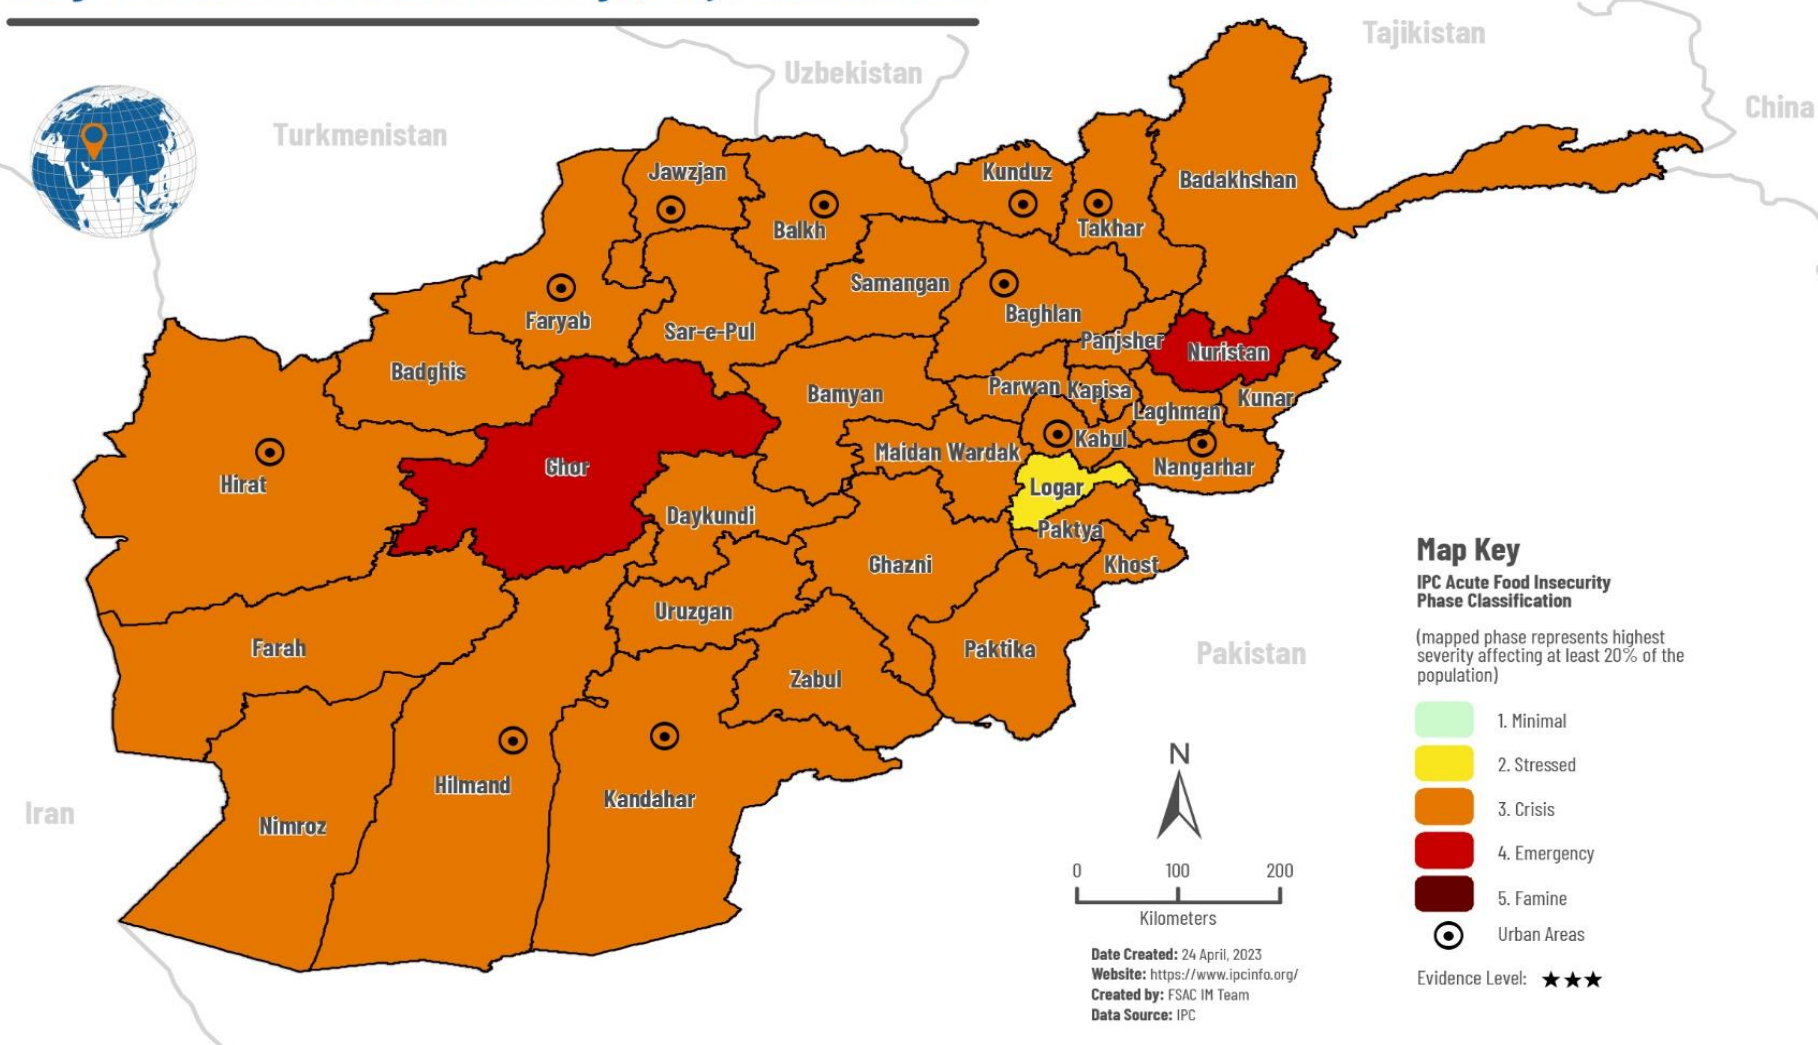 Tajikistan
Uzbekistan
China
Turkmenistan
Jawzjan
Kunduz
Badakhshan
Balkh
Takhar
Samangan
Baghlan
Faryab
Sar-e-Pul
Panjsher
Nuristan
Badghis
Bamyan
Parwan
Kapisa
Kunar
Laghman
Kabul
Maidan Wardak
Nangarhar
Ghor
Hirat
Logar
Daykundi
Paktya
Ghazni
Khost
Uruzgan
Farah
Paktika
Pakistan
Zabul
Hilmand
Kandahar
Iran
Nimroz
Map Key
IPC Acute Food Insecurity
Phase Classification
(mapped phase represents highest
severity affecting at least 20% of the
population)
1. Minimal
2. Stressed
3. Crisis
4. Emergency
5. Famine
Urban Areas
Evidence Level: ★★★
N
0 100 200
Kilometers
Date Created: 24 April, 2023
Website: https://www.ipcinfo.org/
Created by: FSAC IM Team
Data Source: IPC